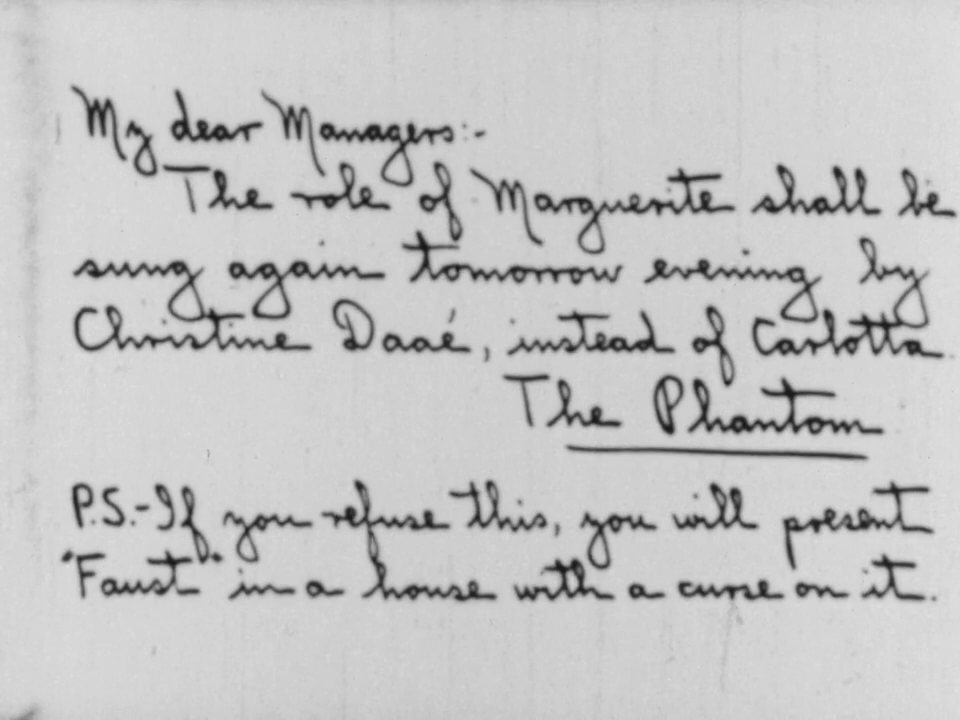 My dear Managers:-
The role of Marguerite shall be
sung again tomorrow evening by
Christine Daaé, instead of Carlotta.
The Phantom
P.S.-If you refuse this, you will present
"Faust" in a house with a curse on it.